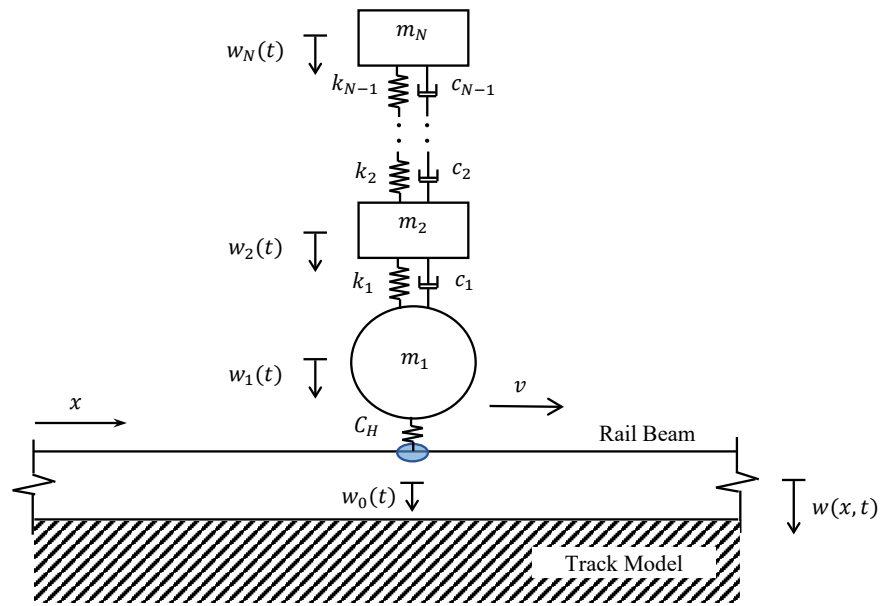 m_N
w_N(t)
k_{N−1} c_{N−1}
k_2 c_2
m_2
w_2(t)
k_1 c_1
m_1
w_1(t)
x v
C_H
Rail Beam
w_0(t)
w(x, t)
Track Model